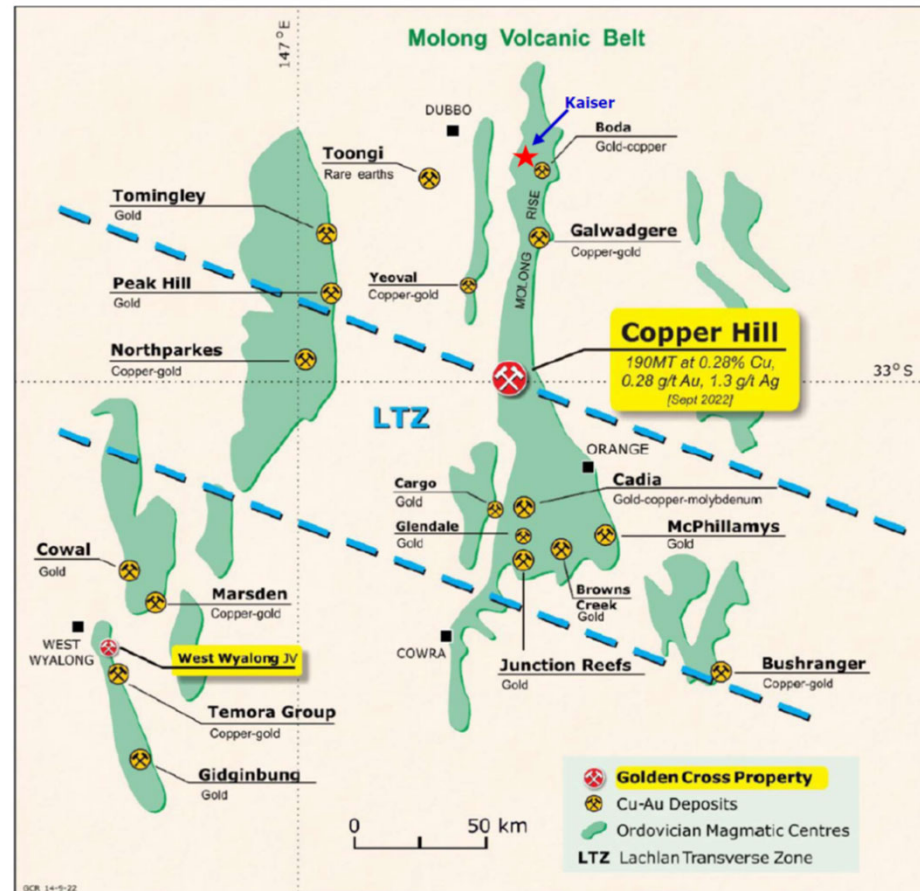 Molong Volcanic Belt
147°E
DUBBO
Kaiser
Boda
Gold-copper
Toongi
Rare earths
Tomingley
Gold
MOLONG RISE
Galwadgere
Copper-gold
Peak Hill
Gold
Yeoval
Copper-gold
Northparkes
Copper-gold
Copper Hill
190MT at 0.28% Cu,
0.28 g/t Au, 1.3 g/t Ag
[Sept 2022]
33°S
LTZ
ORANGE
Cargo
Gold
Cadia
Gold-copper-molybdenum
Glendale
Gold
McPhillamys
Gold
Cowal
Gold
Marsden
Copper-gold
Browns
Creek
Gold
WEST
WYALONG
West Wyalong JV
COWRA
Junction Reefs
Gold
Bushranger
Copper-gold
Temora Group
Copper-gold
Gidginbung
Gold
0 50 km
Golden Cross Property
Cu-Au Deposits
Ordovician Magmatic Centres
LTZ Lachlan Transverse Zone
GCR 14-9-22